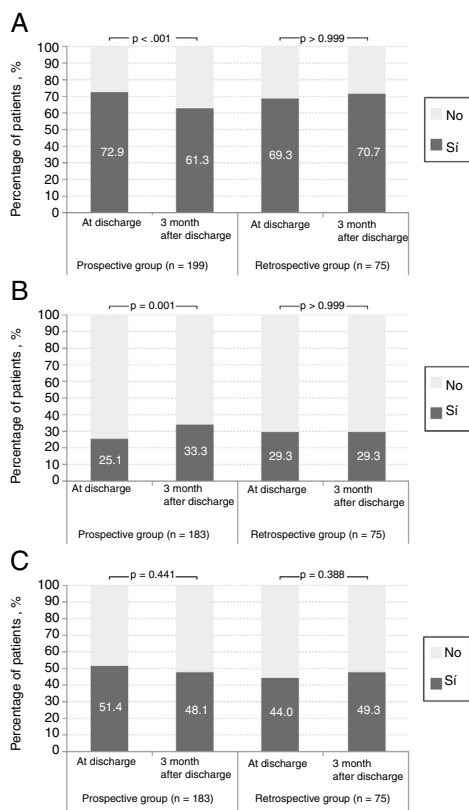 A
p < .001
p > 0.999
Percentage of patients , %
100
90
80
70
60
50
40
30
20
10
0
72.9
61.3
69.3
70.7
No
Sí
At discharge
3 month
after discharge
At discharge
3 month
after discharge
Prospective group (n = 199)
Retrospective group (n = 75)
B
p = 0.001
p > 0.999
Percentage of patients , %
100
90
80
70
60
50
40
30
20
10
0
25.1
33.3
29.3
29.3
No
Sí
At discharge
3 month
after discharge
At discharge
3 month
after discharge
Prospective group (n = 183)
Retrospective group (n = 75)
C
p = 0.441
p = 0.388
Percentage of patients , %
100
90
80
70
60
50
40
30
20
10
0
51.4
48.1
44.0
49.3
No
Sí
At discharge
3 month
after discharge
At discharge
3 month
after discharge
Prospective group (n = 183)
Retrospective group (n = 75)